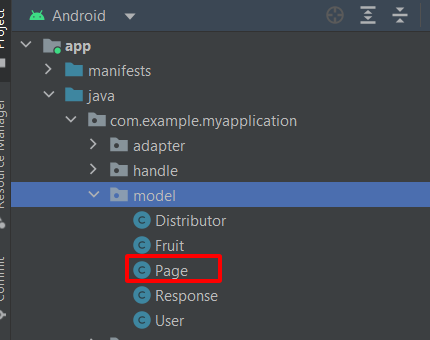 Project
Android
app
manifests
java
com.example.myapplication
adapter
handle
model
Distributor
Fruit
Page
Response
User
Resource Manager
Commit